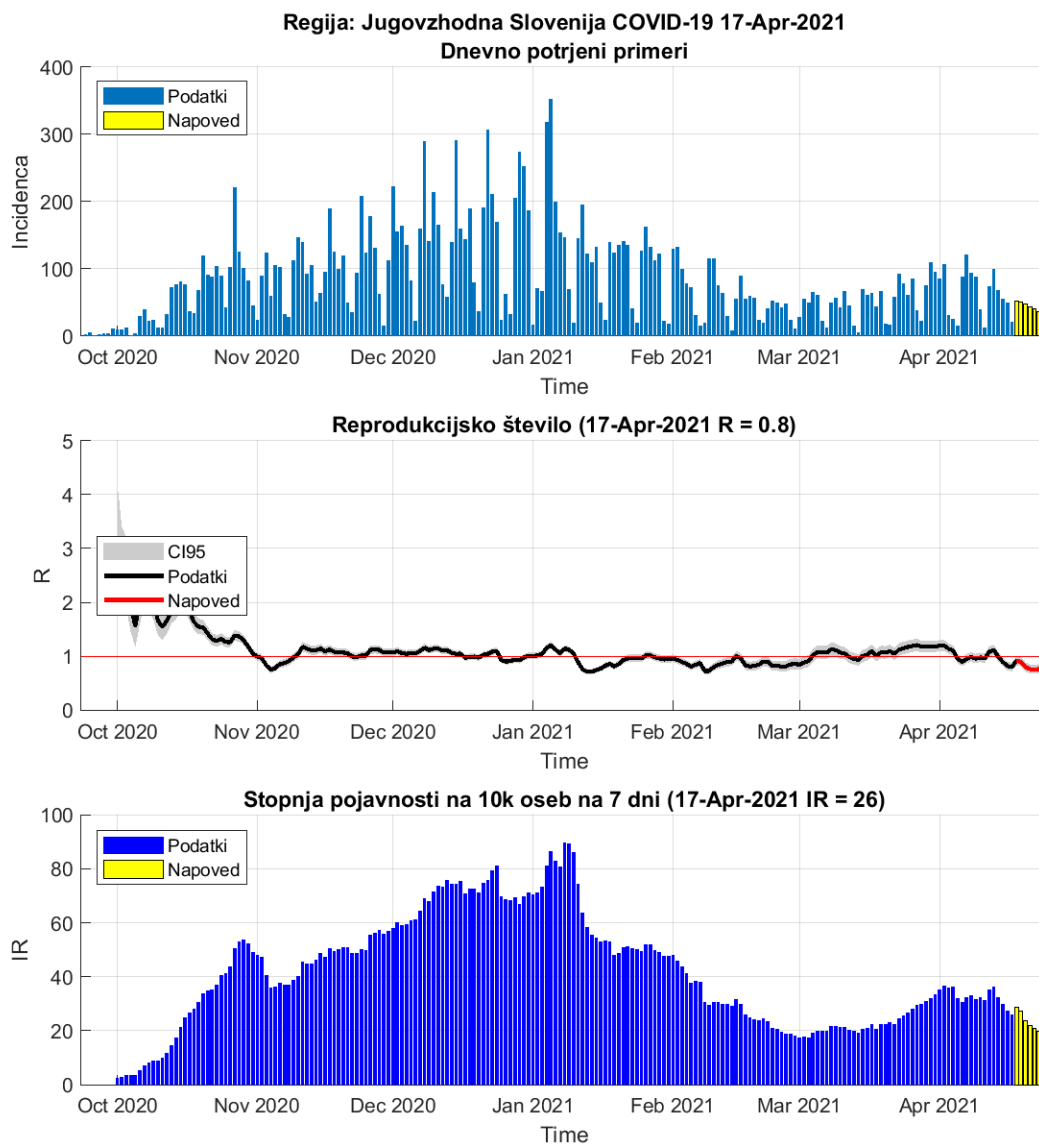 Regija: Jugovzhodna Slovenija COVID-19 17-Apr-2021
Dnevno potrjeni primeri
400
300
200
100
0
Incidenca
Podatki
Napoved
Oct 2020 Nov 2020 Dec 2020 Jan 2021 Feb 2021 Mar 2021 Apr 2021
Time
Reprodukcijsko število (17-Apr-2021 R = 0.8)
5
4
3
2
1
0
R
CI95
Podatki
Napoved
Oct 2020 Nov 2020 Dec 2020 Jan 2021 Feb 2021 Mar 2021 Apr 2021
Time
Stopnja pojavnosti na 10k oseb na 7 dni (17-Apr-2021 IR = 26)
100
80
60
40
20
0
IR
Podatki
Napoved
Oct 2020 Nov 2020 Dec 2020 Jan 2021 Feb 2021 Mar 2021 Apr 2021
Time